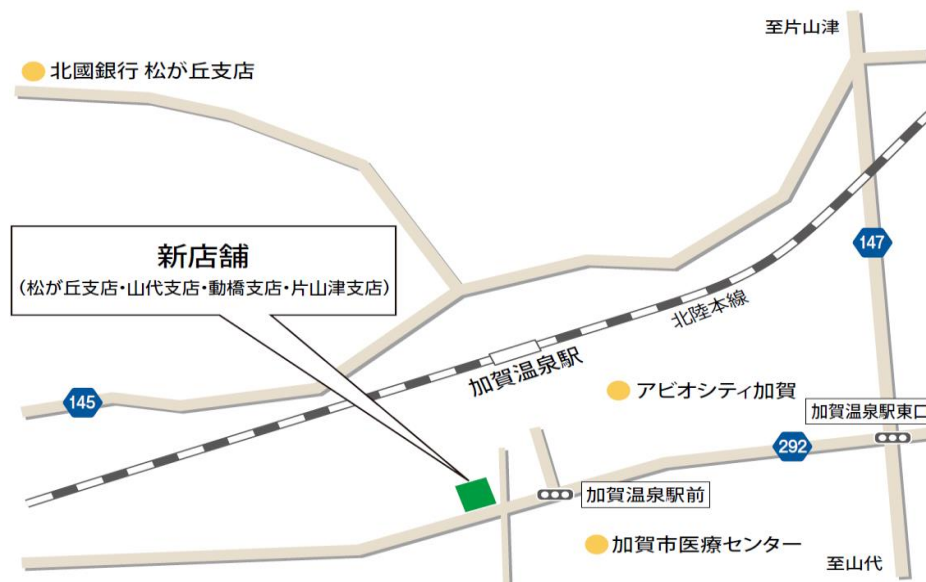 至片山津
北國銀行 松が丘支店
新店舗
(松が丘支店・山代支店・動橋支店・片山津支店)
147
北陸本線
加賀温泉駅
145
アビオシティ加賀
加賀温泉駅東口
292
加賀温泉駅前
加賀市医療センター
至山代